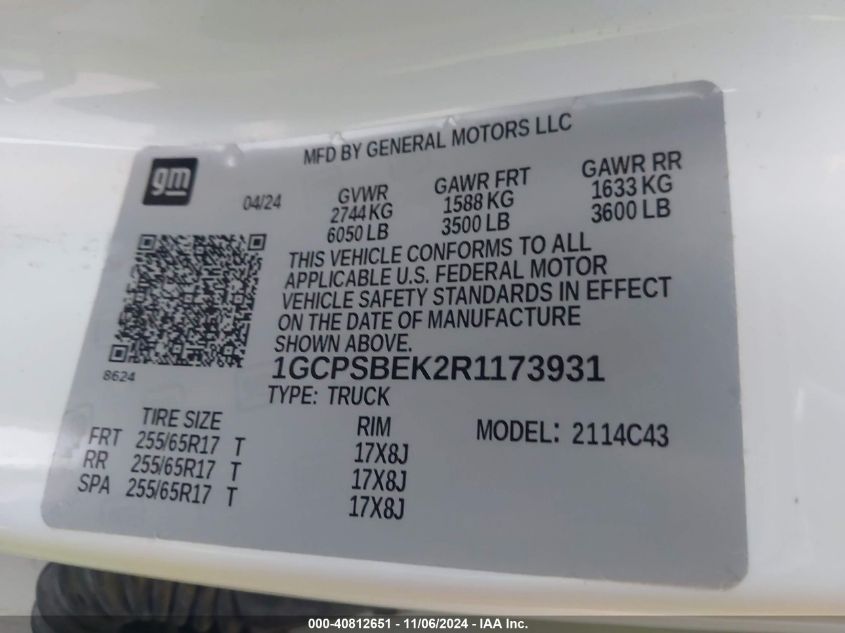 MFD BY GENERAL MOTORS LLC
gm
04/24
GVWR
2744 KG
6050 LB
GAWR FRT
1588 KG
3500 LB
GAWR RR
1633 KG
3600 LB
THIS VEHICLE CONFORMS TO ALL
APPLICABLE U.S. FEDERAL MOTOR
VEHICLE SAFETY STANDARDS IN EFFECT
ON THE DATE OF MANUFACTURE
SHOWN ABOVE.
8624
1GCPSBEK2R1173931
TYPE: TRUCK
MODEL: 2114C43
TIRE SIZE
RIM
FRT 255/65R17 T 17X8J
RR 255/65R17 T 17X8J
SPA 255/65R17 T 17X8J
000-40812651 - 11/06/2024 - IAA Inc.